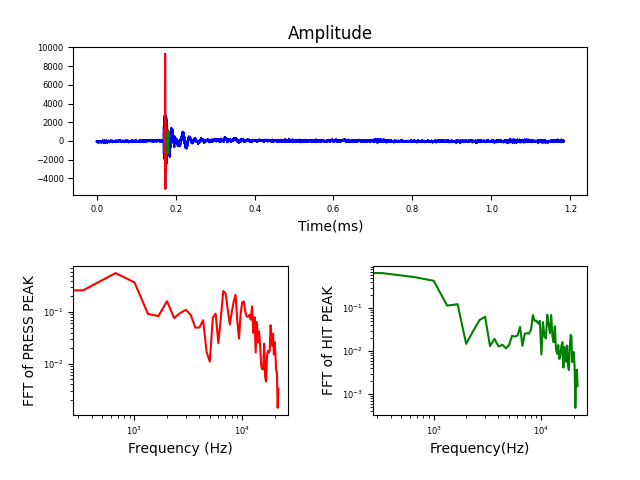 Amplitude
10000
8000
6000
4000
2000
0
−2000
−4000
0.0 0.2 0.4 0.6 0.8 1.0 1.2
Time(ms)
FFT of PRESS PEAK
10⁻¹
10⁻²
10³ 10⁴
Frequency (Hz)
FFT of HIT PEAK
10⁻¹
10⁻²
10⁻³
10³ 10⁴
Frequency(Hz)